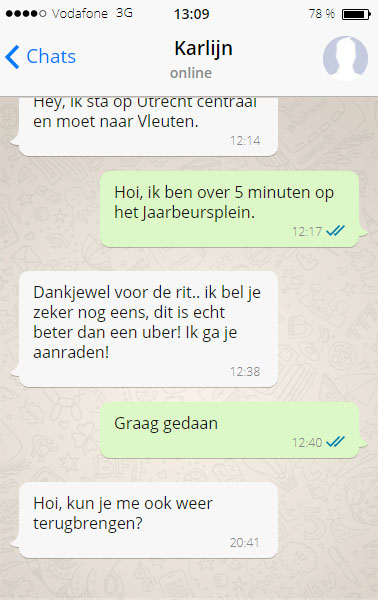 Vodafone 3G 13:09 78 %
Chats
Karlijn
online
Hey, ik sta op Utrecht centraal
en moet naar Vleuten.
12:14
Hoi, ik ben over 5 minuten op
het Jaarbeursplein.
12:17
Dankjewel voor de rit.. ik bel je
zeker nog eens, dit is echt
beter dan een uber! Ik ga je
aanraden!
12:38
Graag gedaan
12:40
Hoi, kun je me ook weer
terugbrengen?
20:41